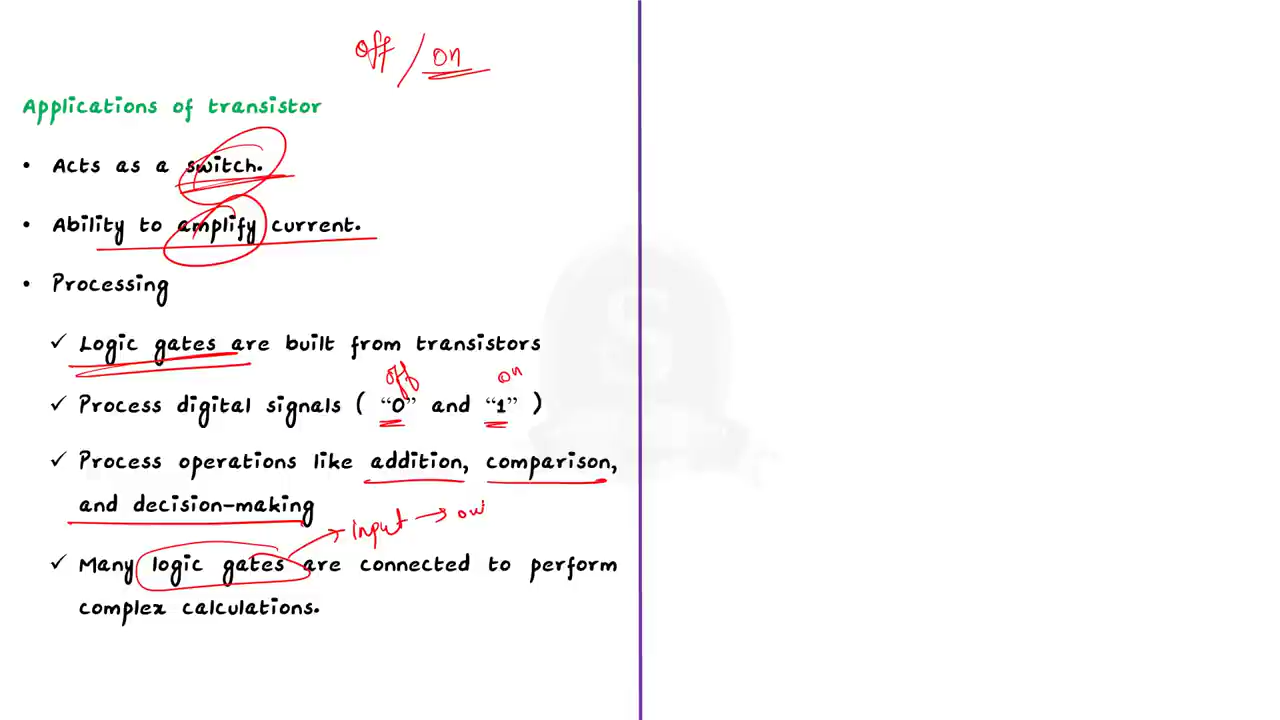 off / on
Applications of transistor
• Acts as a switch.
• Ability to amplify current.
• Processing
✓ Logic gates are built from transistors
off on
✓ Process digital signals ( “0” and “1” )
✓ Process operations like addition, comparison,
and decision-making
input → ou
✓ Many logic gates are connected to perform
complex calculations.